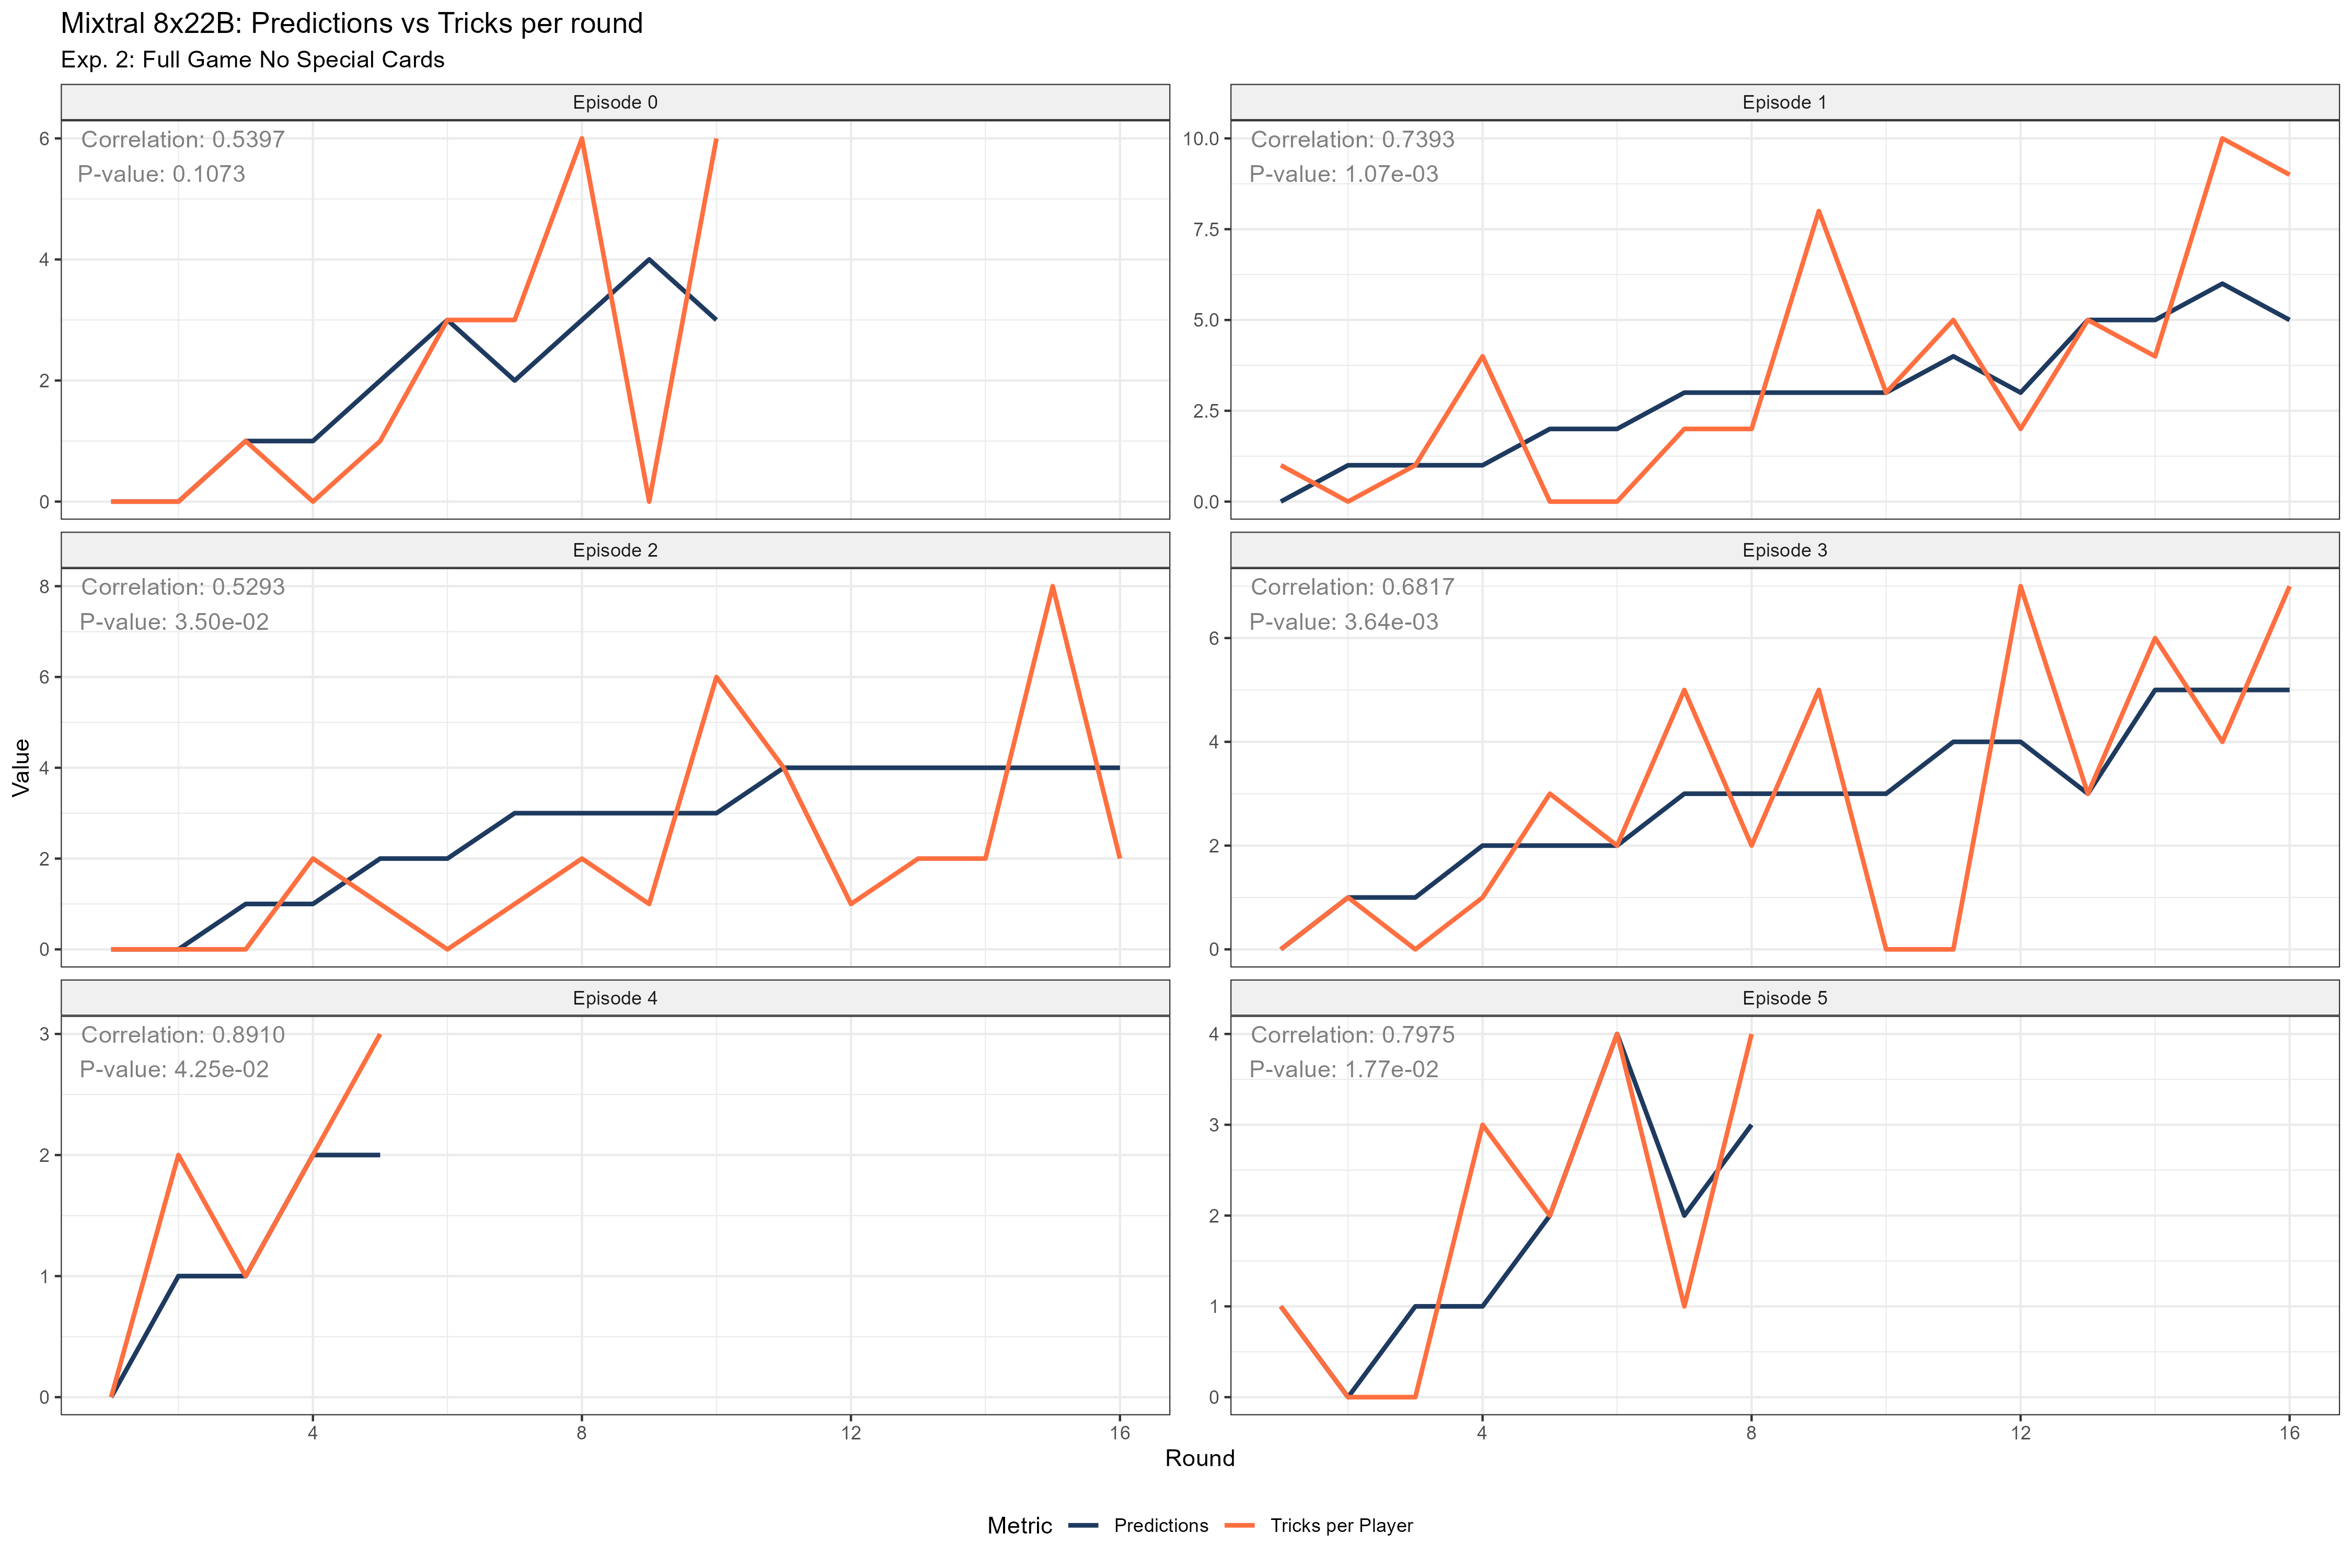 Mixtral 8x22B: Predictions vs Tricks per round
Exp. 2: Full Game No Special Cards
Episode 0
Correlation: 0.5397
P-value: 0.1073
6
4
2
0
Episode 1
Correlation: 0.7393
P-value: 1.07e-03
10.0
7.5
5.0
2.5
0.0
Episode 2
Correlation: 0.5293
P-value: 3.50e-02
8
6
4
2
0
Episode 3
Correlation: 0.6817
P-value: 3.64e-03
6
4
2
0
Value
Episode 4
Correlation: 0.8910
P-value: 4.25e-02
3
2
1
0
4 8 12 16
Episode 5
Correlation: 0.7975
P-value: 1.77e-02
4
3
2
1
0
4 8 12 16
Round
Metric Predictions Tricks per Player